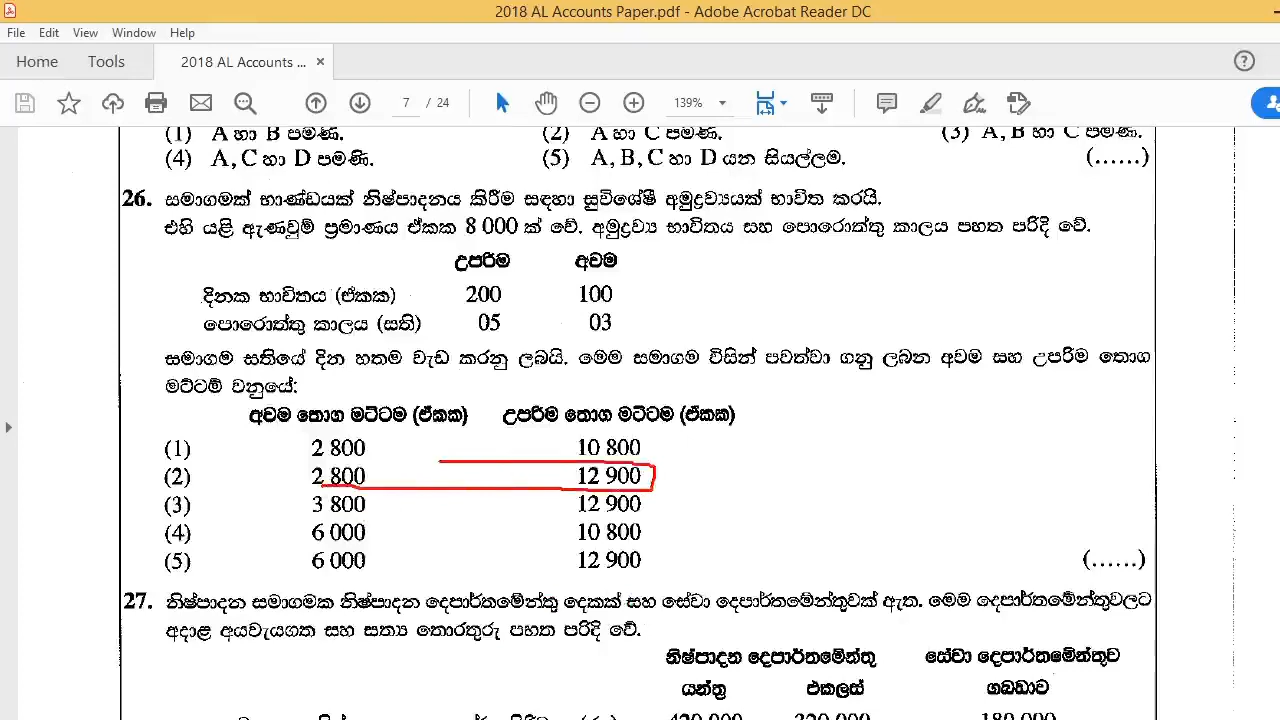 2018 AL Accounts Paper.pdf - Adobe Acrobat Reader DC
File Edit View Window Help
Home Tools 2018 AL Accounts ... × ?
7 / 24 139%
(1) A හා B පමණි. (2) A හා C පමණි. (3) A, B හා C පමණි.
(4) A, C හා D පමණි. (5) A, B, C හා D යන සියල්ලම. (......)
26. සමාගමක් භාණ්ඩයක් නිෂ්පාදනය කිරීම සඳහා සුවිශේෂී අමුද්‍රව්‍යයක් භාවිත කරයි.
එහි යළි ඇණවුම් ප්‍රමාණය ඒකක 8 000 ක් වේ. අමුද්‍රව්‍ය භාවිතය සහ පොරොත්තු කාලය පහත පරිදි වේ.
උපරිම අවම
දිනක භාවිතය (ඒකක) 200 100
පොරොත්තු කාලය (සති) 05 03
සමාගම සතියේ දින හතම වැඩ කරනු ලබයි. මෙම සමාගම විසින් පවත්වා ගනු ලබන අවම සහ උපරිම තොග
මට්ටම් වනුයේ:
අවම තොග මට්ටම (ඒකක) උපරිම තොග මට්ටම (ඒකක)
(1) 2 800 10 800
(2) 2 800 12 900
(3) 3 800 12 900
(4) 6 000 10 800
(5) 6 000 12 900 (......)
27. නිෂ්පාදන සමාගමක නිෂ්පාදන දෙපාර්තමේන්තු දෙකක් සහ සේවා දෙපාර්තමේන්තුවක් ඇත. මෙම දෙපාර්තමේන්තුවලට
අදාළ අයවැයගත සහ සත්‍ය තොරතුරු පහත පරිදි වේ.
නිෂ්පාදන දෙපාර්තමේන්තු සේවා දෙපාර්තමේන්තුව
යන්ත්‍ර එකලස් ගබඩාව
420 000 320 000 180 000